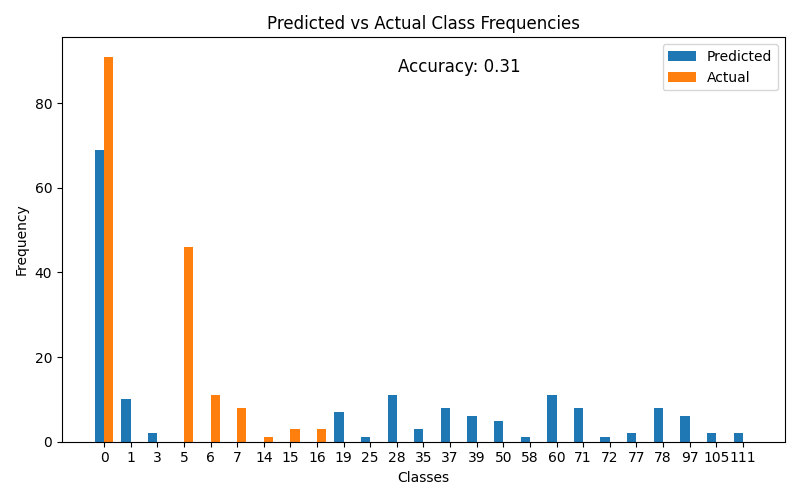 Predicted vs Actual Class Frequencies
Accuracy: 0.31
Predicted
Actual
Frequency
80
60
40
20
0
0 1 3 5 6 7 14 15 16 19 25 28 35 37 39 50 58 60 71 72 77 78 97 105 111
Classes